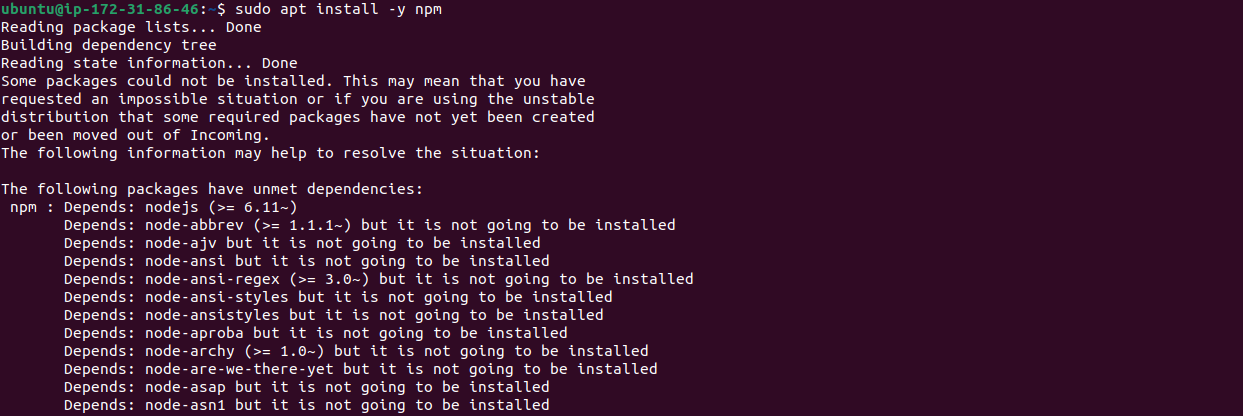 ubuntu@ip-172-31-86-46:~$ sudo apt install -y npm
Reading package lists... Done
Building dependency tree
Reading state information... Done
Some packages could not be installed. This may mean that you have
requested an impossible situation or if you are using the unstable
distribution that some required packages have not yet been created
or been moved out of Incoming.
The following information may help to resolve the situation:

The following packages have unmet dependencies:
 npm : Depends: nodejs (>= 6.11~)
       Depends: node-abbrev (>= 1.1.1~) but it is not going to be installed
       Depends: node-ajv but it is not going to be installed
       Depends: node-ansi but it is not going to be installed
       Depends: node-ansi-regex (>= 3.0~) but it is not going to be installed
       Depends: node-ansi-styles but it is not going to be installed
       Depends: node-ansistyles but it is not going to be installed
       Depends: node-aproba but it is not going to be installed
       Depends: node-archy (>= 1.0~) but it is not going to be installed
       Depends: node-are-we-there-yet but it is not going to be installed
       Depends: node-asap but it is not going to be installed
       Depends: node-asn1 but it is not going to be installed